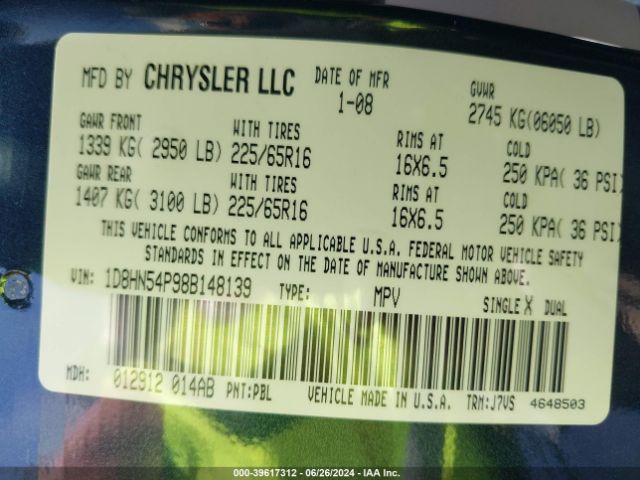 MFD BY CHRYSLER LLC DATE OF MFR 1-08 GVWR 2745 KG(06050 LB)
GAWR FRONT WITH TIRES RIMS AT COLD
1339 KG( 2950 LB) 225/65R16 16X6.5 250 KPA( 36 PSI)
GAWR REAR WITH TIRES RIMS AT COLD
1407 KG( 3100 LB) 225/65R16 16X6.5 250 KPA( 36 PSI)
THIS VEHICLE CONFORMS TO ALL APPLICABLE U.S.A. FEDERAL MOTOR VEHICLE SAFETY
STANDARDS IN EFFECT ON THE DATE OF MANUFACTURE SHOWN ABOVE.
VIN: 1D8HN54P98B148139 TYPE: MPV SINGLE X DUAL
MDH: 012912 014AB PNT:PBL VEHICLE MADE IN U.S.A. TRM:J7VS 4648503
000-39617312 - 06/26/2024 - IAA Inc.